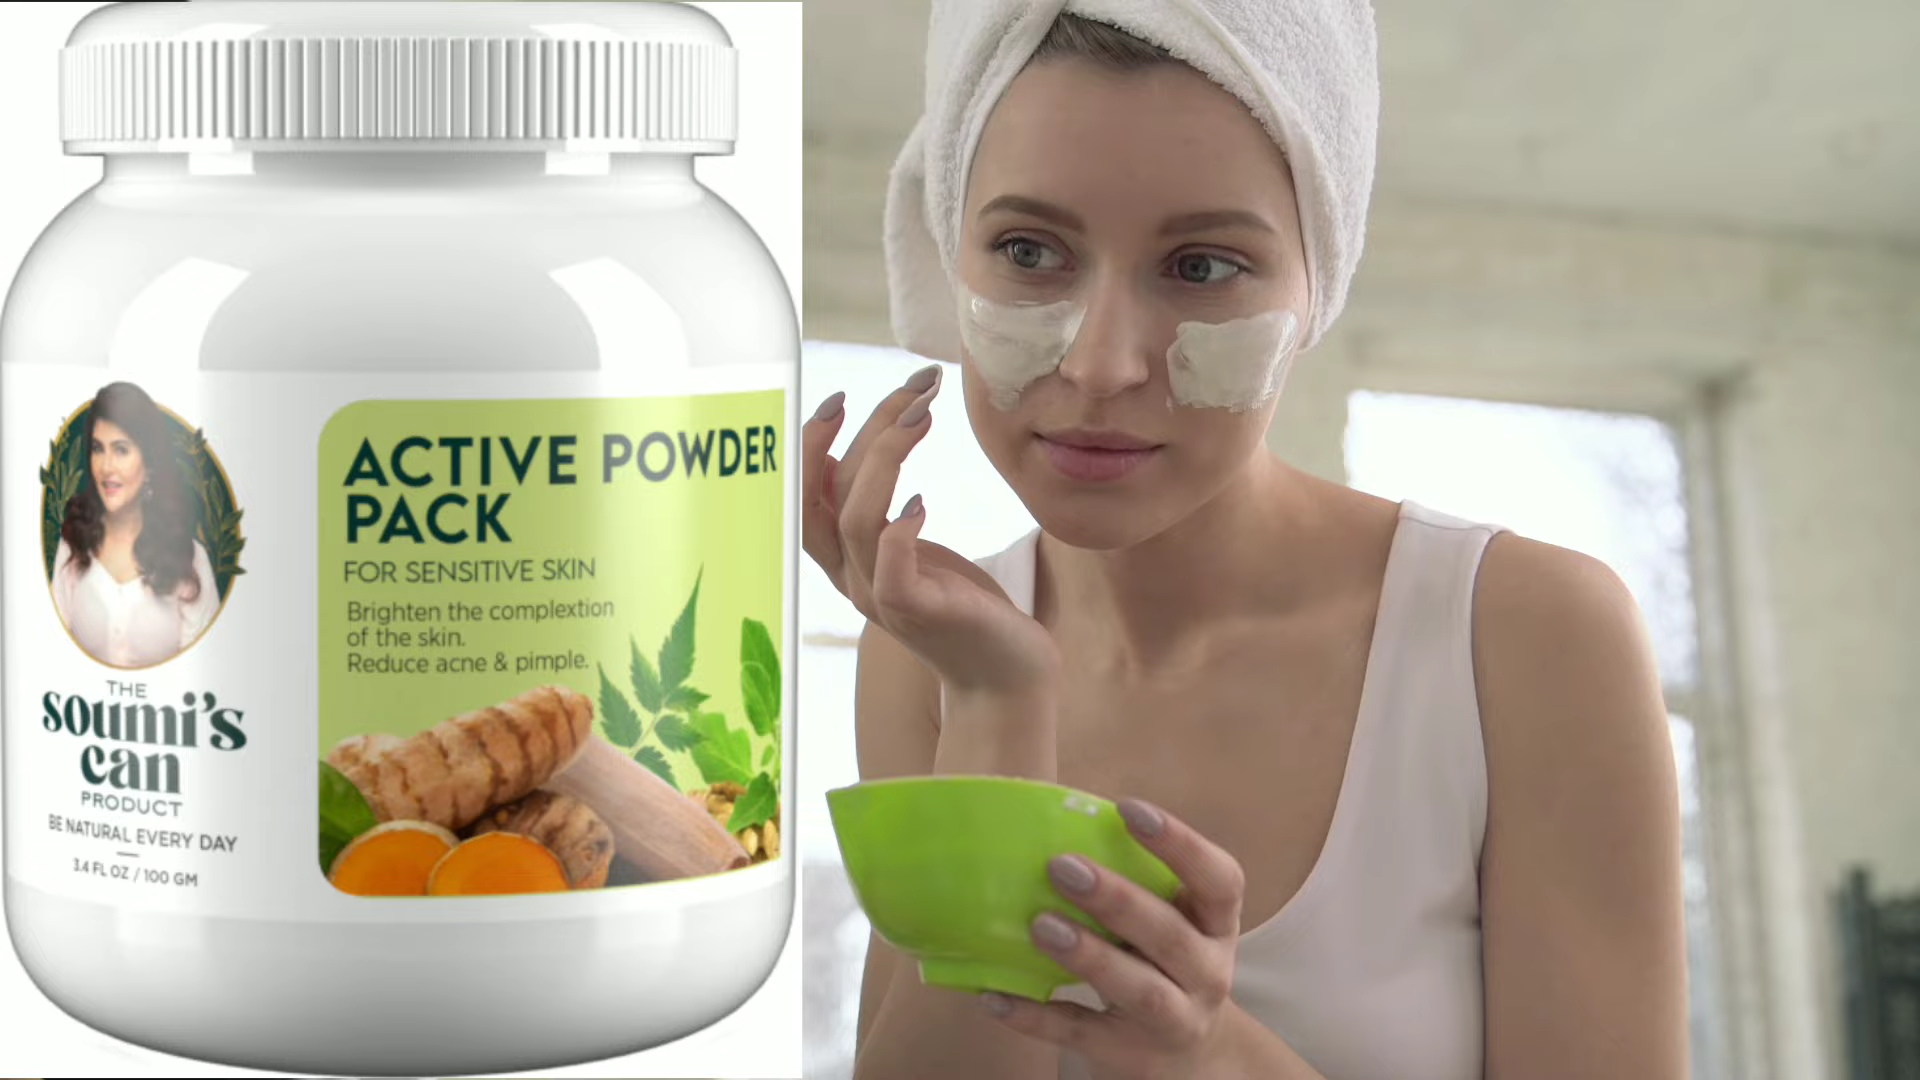 THE
soumi's
can
PRODUCT
BE NATURAL EVERY DAY
3.4 FL OZ / 100 GM
ACTIVE POWDER
PACK
FOR SENSITIVE SKIN
Brighten the complextion
of the skin.
Reduce acne & pimple.